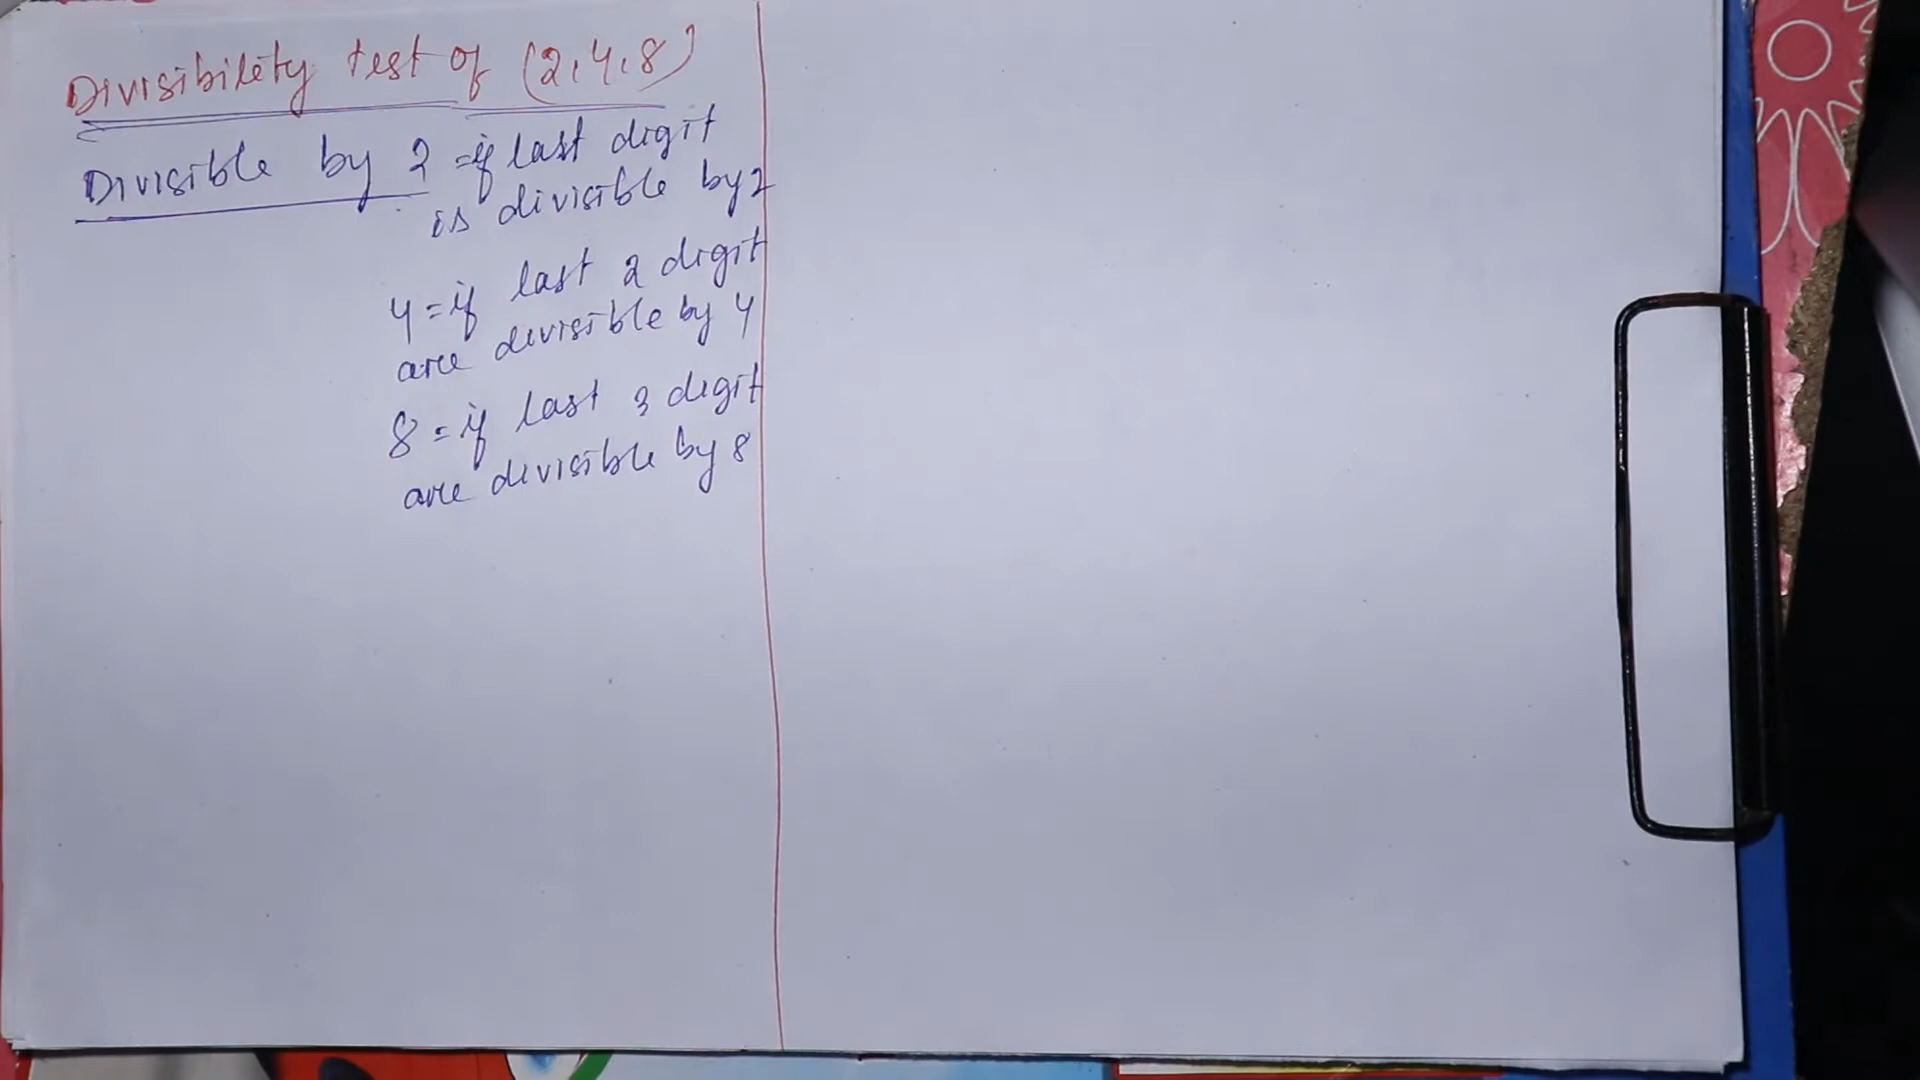 Divisibility test of (2,4,8)
Divisible by 2 = if last digit
is divisible by 2
4 = if last 2 digit
are divisible by 4
8 = if last 3 digit
are divisible by 8